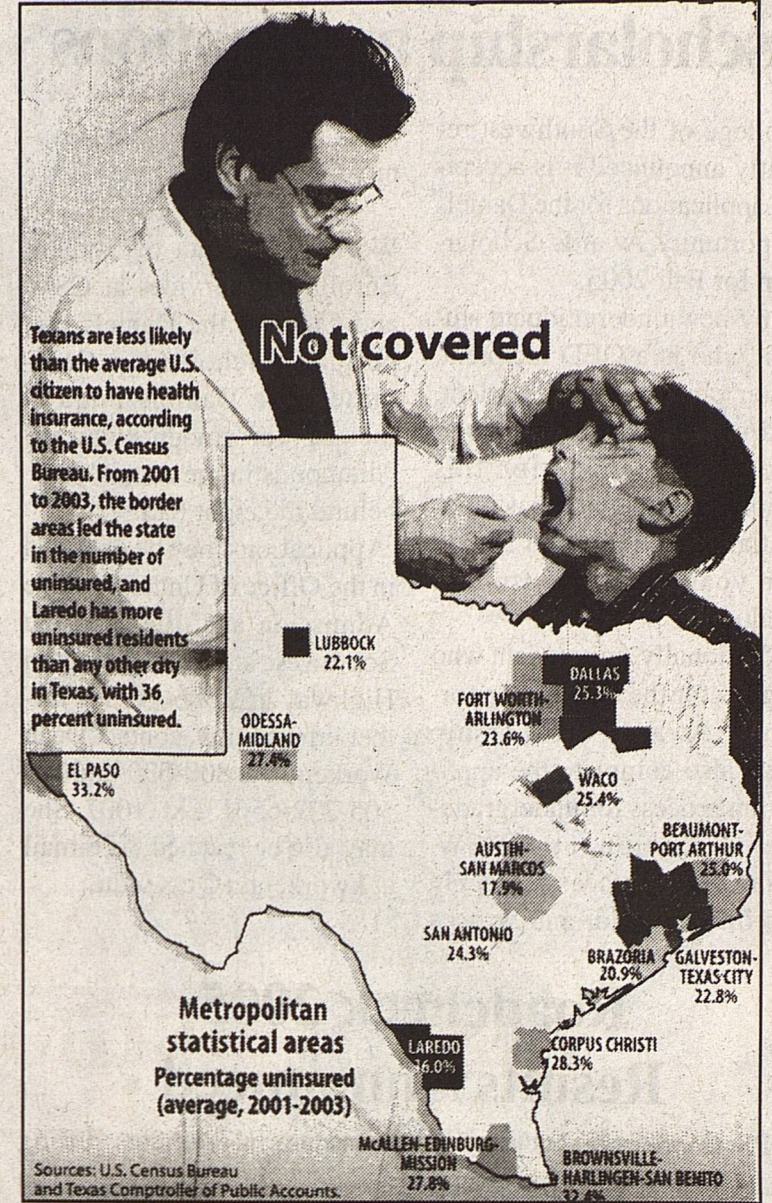 Not covered
Texans are less likely
than the average U.S.
citizen to have health
insurance, according
to the U.S. Census
Bureau. From 2001
to 2003, the border
areas led the state
in the number of
uninsured, and
Laredo has more
uninsured residents
than any other city
in Texas, with 36,
percent uninsured.
LUBBOCK
22.1%
DALLAS
25.3%
FORT WORTH-
ARLINGTON
23.6%
ODESSA-
MIDLAND
27.4%
EL PASO
33.2%
WACO
25.4%
BEAUMONT-
PORT ARTHUR
25.0%
AUSTIN-
SAN MARCOS
17.9%
SAN ANTONIO
24.3%
BRAZORIA
20.9%
GALVESTON-
TEXAS CITY
22.8%
Metropolitan
statistical areas
Percentage uninsured
(average, 2001-2003)
LAREDO
36.0%
CORPUS CHRISTI
28.3%
McALLEN-EDINBURG-
MISSION
27.8%
BROWNSVILLE-
HARLINGEN-SAN BENITO
Sources: U.S. Census Bureau
and Texas Comptroller of Public Accounts.